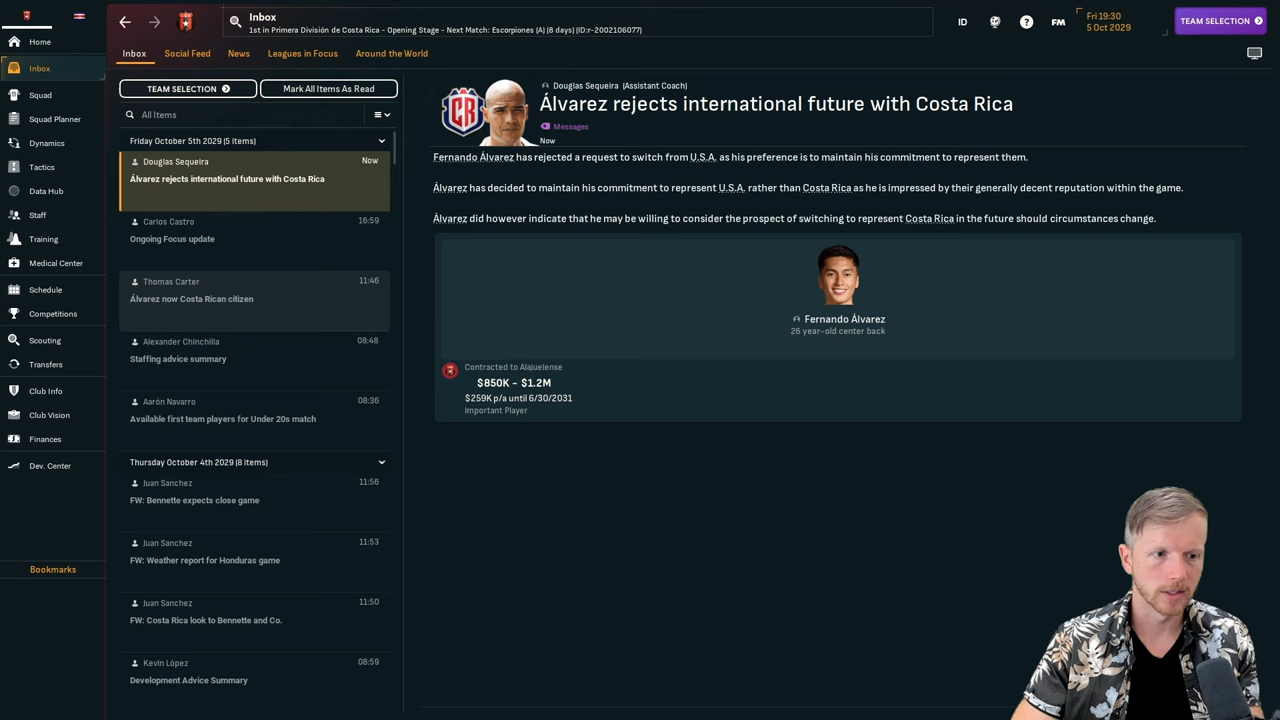 Home
Inbox
Squad
Squad Planner
Dynamics
Tactics
Data Hub
Staff
Training
Medical Center
Schedule
Competitions
Scouting
Transfers
Club Info
Club Vision
Finances
Dev. Center
Bookmarks
Inbox
1st in Primera División de Costa Rica - Opening Stage - Next Match: Escorpiones (A) (8 days) (ID:r-2002106077)
ID
?
FM
Fri 19:30
5 Oct 2029
TEAM SELECTION
Inbox
Social Feed
News
Leagues in Focus
Around the World
TEAM SELECTION
Mark All Items As Read
All Items
Friday October 5th 2029 (5 items)
Douglas Sequeira
Now
Álvarez rejects international future with Costa Rica
Carlos Castro
16:59
Ongoing Focus update
Thomas Carter
11:46
Álvarez now Costa Rican citizen
Alexander Chinchilla
08:48
Staffing advice summary
Aarón Navarro
08:36
Available first team players for Under 20s match
Thursday October 4th 2029 (8 items)
Juan Sanchez
11:56
FW: Bennette expects close game
Juan Sanchez
11:53
FW: Weather report for Honduras game
Juan Sanchez
11:50
FW: Costa Rica look to Bennette and Co.
Kevin López
08:59
Development Advice Summary
CR
Douglas Sequeira (Assistant Coach)
Álvarez rejects international future with Costa Rica
Messages
Now
Fernando Álvarez has rejected a request to switch from U.S.A. as his preference is to maintain his commitment to represent them.
Álvarez has decided to maintain his commitment to represent U.S.A. rather than Costa Rica as he is impressed by their generally decent reputation within the game.
Álvarez did however indicate that he may be willing to consider the prospect of switching to represent Costa Rica in the future should circumstances change.
Fernando Álvarez
26 year-old center back
Contracted to Alajuelense
$850K - $1.2M
$259K p/a until 6/30/2031
Important Player